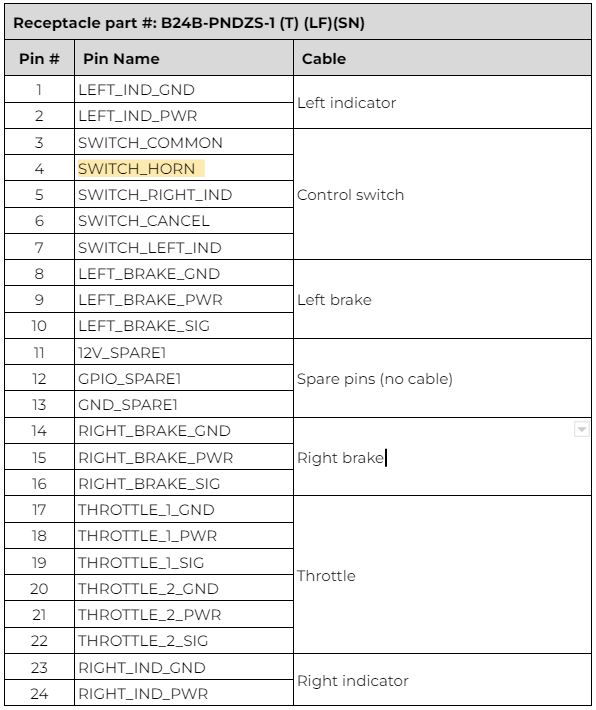 Receptacle part #: B24B-PNDZS-1 (T) (LF)(SN)
Pin # Pin Name Cable
1 LEFT_IND_GND Left indicator
2 LEFT_IND_PWR
3 SWITCH_COMMON Control switch
4 SWITCH_HORN
5 SWITCH_RIGHT_IND
6 SWITCH_CANCEL
7 SWITCH_LEFT_IND
8 LEFT_BRAKE_GND Left brake
9 LEFT_BRAKE_PWR
10 LEFT_BRAKE_SIG
11 12V_SPARE1 Spare pins (no cable)
12 GPIO_SPARE1
13 GND_SPARE1
14 RIGHT_BRAKE_GND Right brake
15 RIGHT_BRAKE_PWR
16 RIGHT_BRAKE_SIG
17 THROTTLE_1_GND Throttle
18 THROTTLE_1_PWR
19 THROTTLE_1_SIG
20 THROTTLE_2_GND
21 THROTTLE_2_PWR
22 THROTTLE_2_SIG
23 RIGHT_IND_GND Right indicator
24 RIGHT_IND_PWR